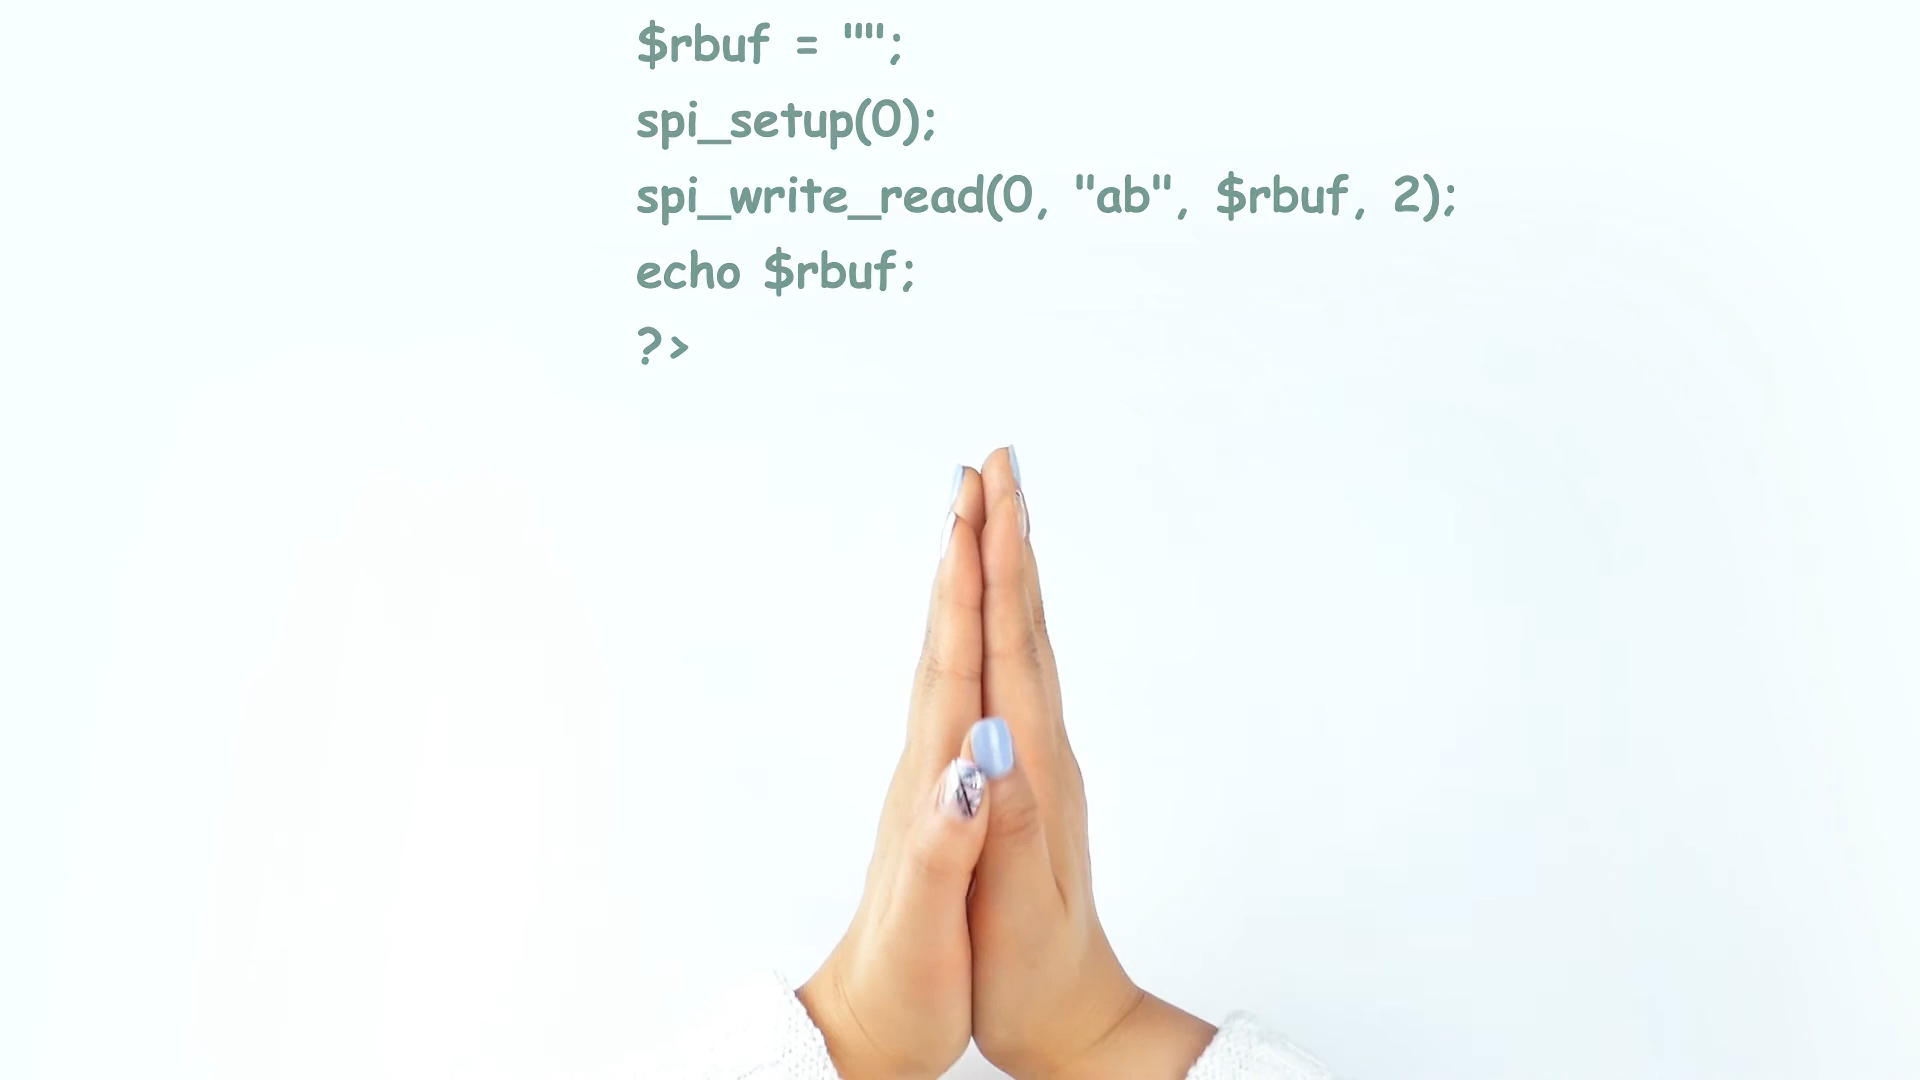 $rbuf = "";
spi_setup(0);
spi_write_read(0, "ab", $rbuf, 2);
echo $rbuf;
?>